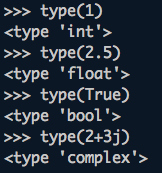 >>> type(1)
<type 'int'>
>>> type(2.5)
<type 'float'>
>>> type(True)
<type 'bool'>
>>> type(2+3j)
<type 'complex'>